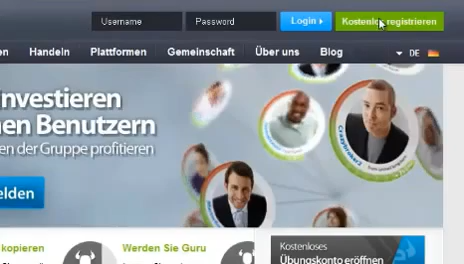 Username Password Login Kostenlos registrieren
Handeln Plattformen Gemeinschaft Über uns Blog DE
nvestieren
en Benutzern
en der Gruppe profitieren
elden
kopieren Werden Sie Guru
Kostenloses
Übungskonto eröffnen